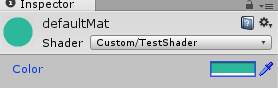 Inspector
defaultMat
Shader Custom/TestShader
Color